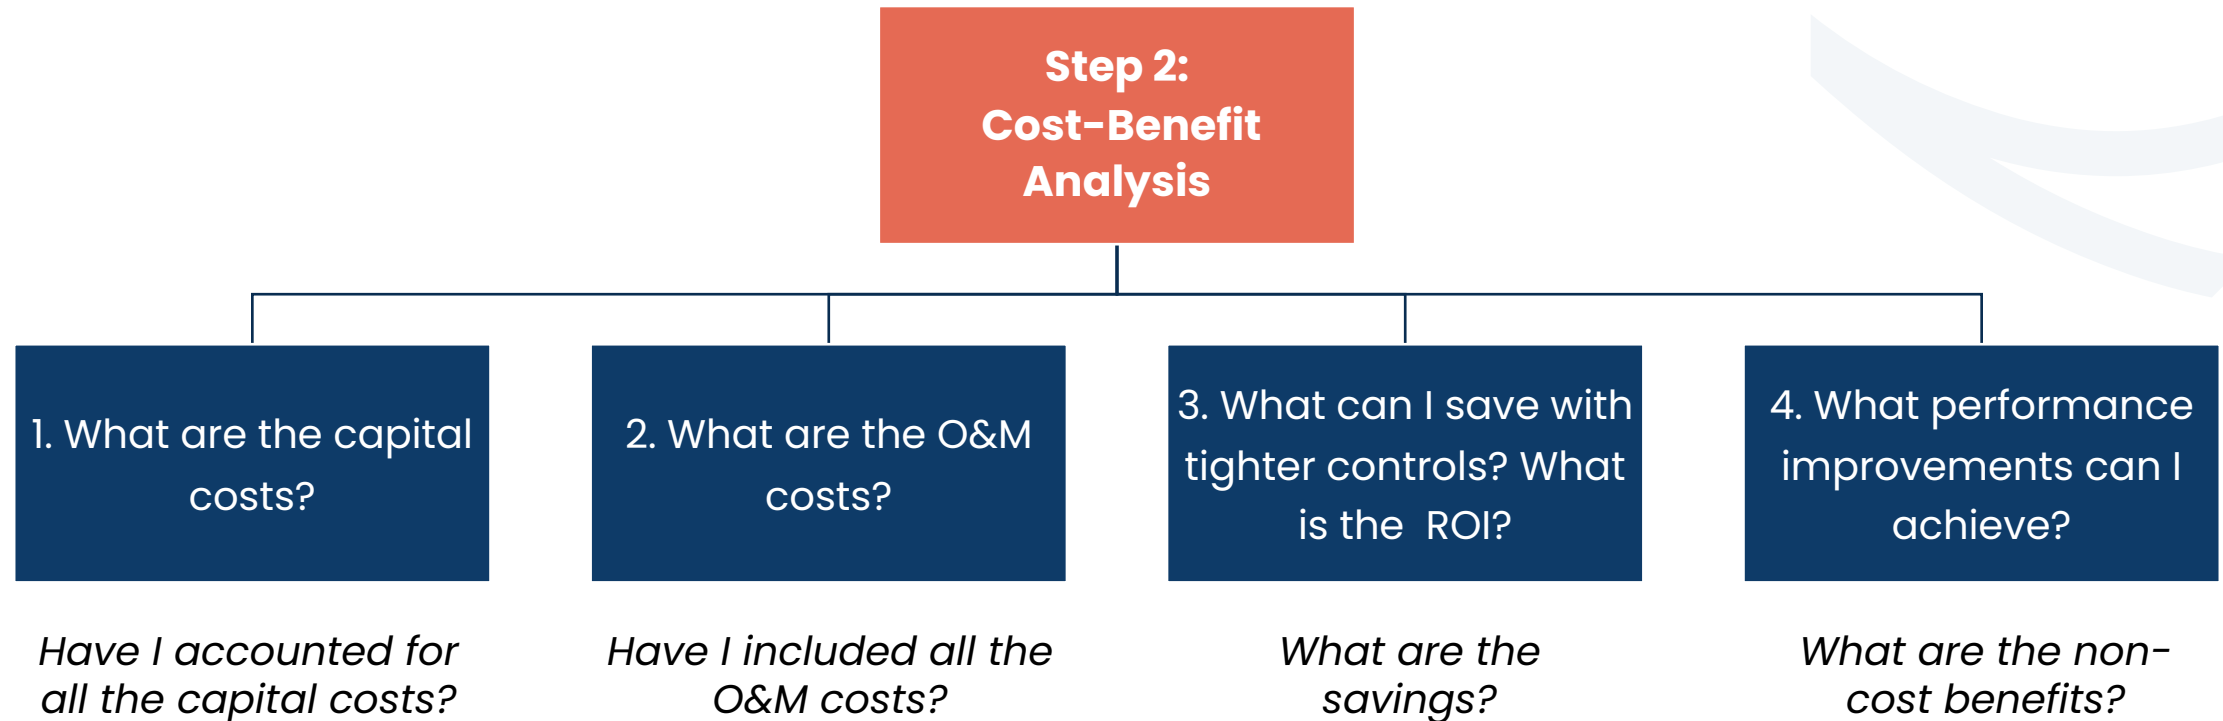 Step 2:
Cost-Benefit
Analysis
1. What are the capital
costs?
2. What are the O&M
costs?
3. What can I save with
tighter controls? What
is the  ROI?
4. What performance
improvements can I
achieve?
Have I accounted for
all the capital costs?
Have I included all the
O&M costs?
What are the
savings?
What are the non-
cost benefits?